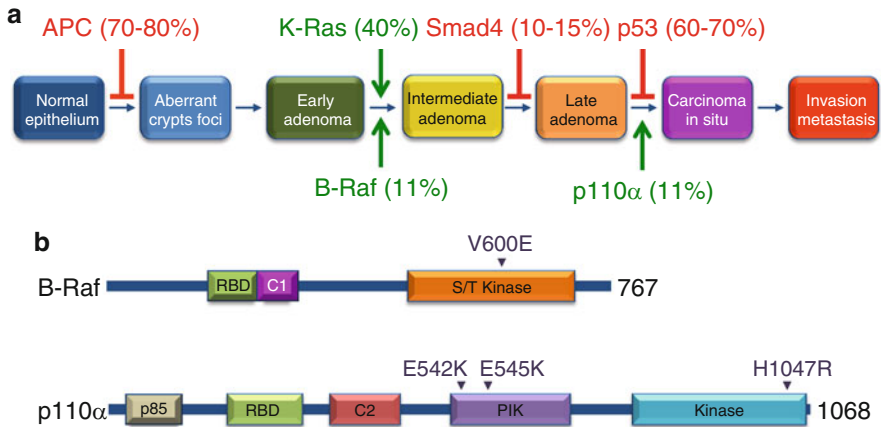 a
APC (70-80%)
K-Ras (40%)
Smad4 (10-15%)
p53 (60-70%)
Normal
epithelium
Aberrant
crypts foci
Early
adenoma
Intermediate
adenoma
Late
adenoma
Carcinoma
in situ
Invasion
metastasis
B-Raf (11%)
p110α (11%)
b
V600E
B-Raf
RBD
C1
S/T Kinase
767
E542K
E545K
H1047R
p110α
p85
RBD
C2
PIK
Kinase
1068